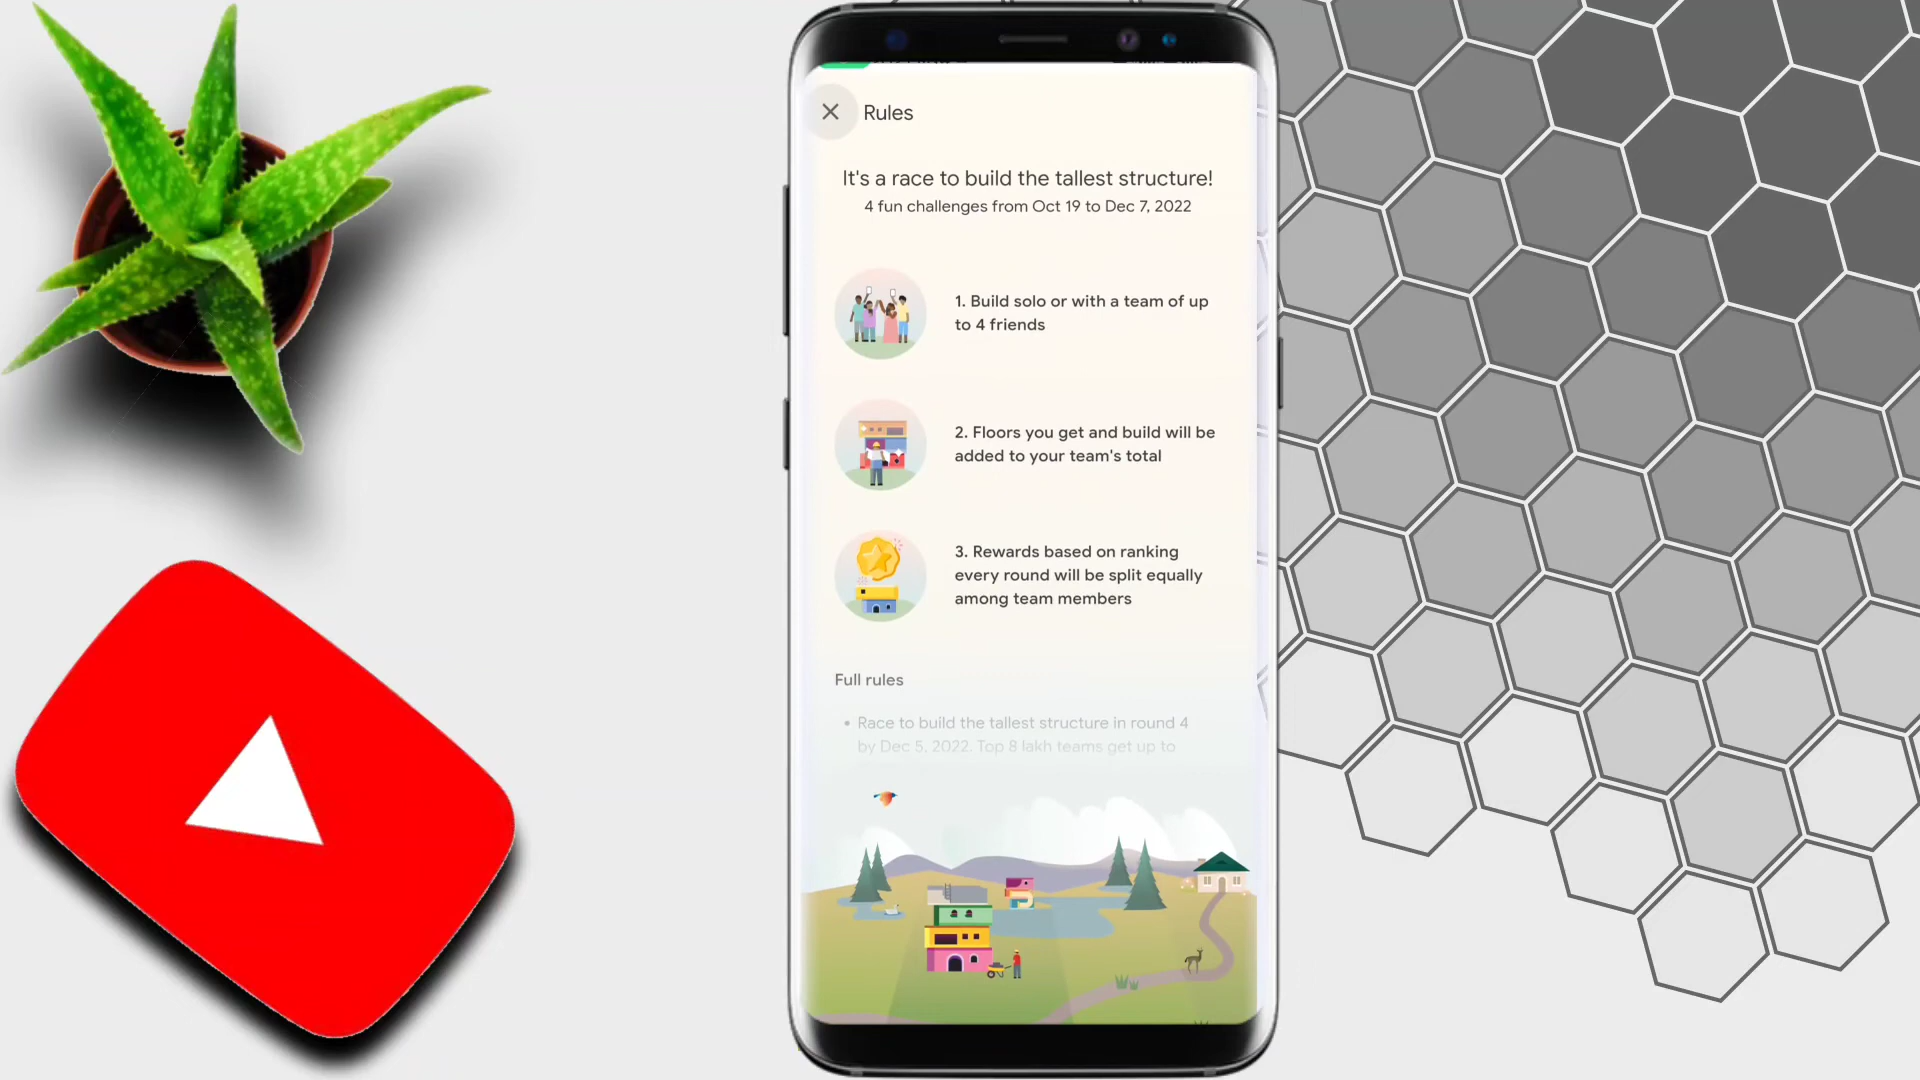 Rules
It's a race to build the tallest structure!
4 fun challenges from Oct 19 to Dec 7, 2022
1. Build solo or with a team of up
to 4 friends
2. Floors you get and build will be
added to your team's total
3. Rewards based on ranking
every round will be split equally
among team members
Full rules
• Race to build the tallest structure in round 4
by Dec 5, 2022. Top 8 lakh teams get up to